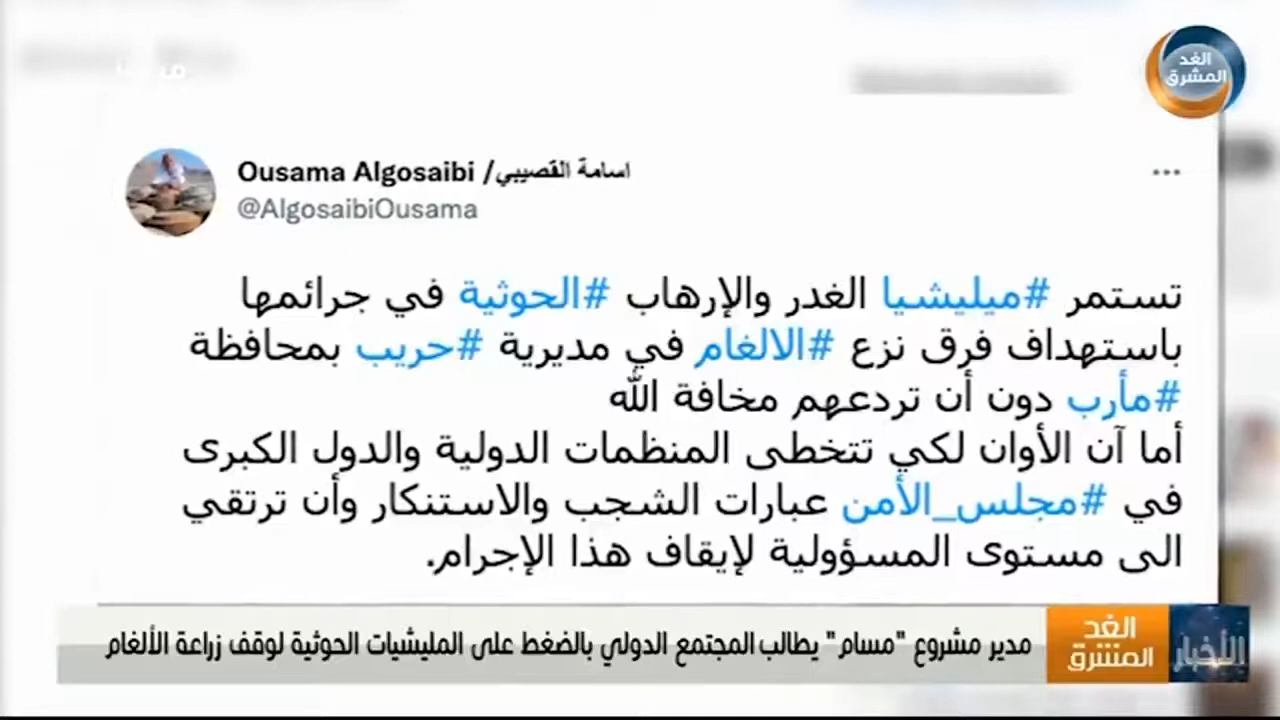 الغد
المشرق
Ousama Algosaibi /اسامة القصيبي
@AlgosaibiOusama
تستمر #ميليشيا الغدر والإرهاب #الحوثية في جرائمها
باستهداف فرق نزع #الالغام في مديرية #حريب بمحافظة
#مأرب دون أن تردعهم مخافة الله
أما آن الأوان لكي تتخطى المنظمات الدولية والدول الكبرى
في #مجلس_الأمن عبارات الشجب والاستنكار وأن ترتقي
الى مستوى المسؤولية لإيقاف هذا الإجرام.
الأخبار
الغد
المشرق
مدير مشروع "مسام" يطالب المجتمع الدولي بالضغط على المليشيات الحوثية لوقف زراعة الألغام